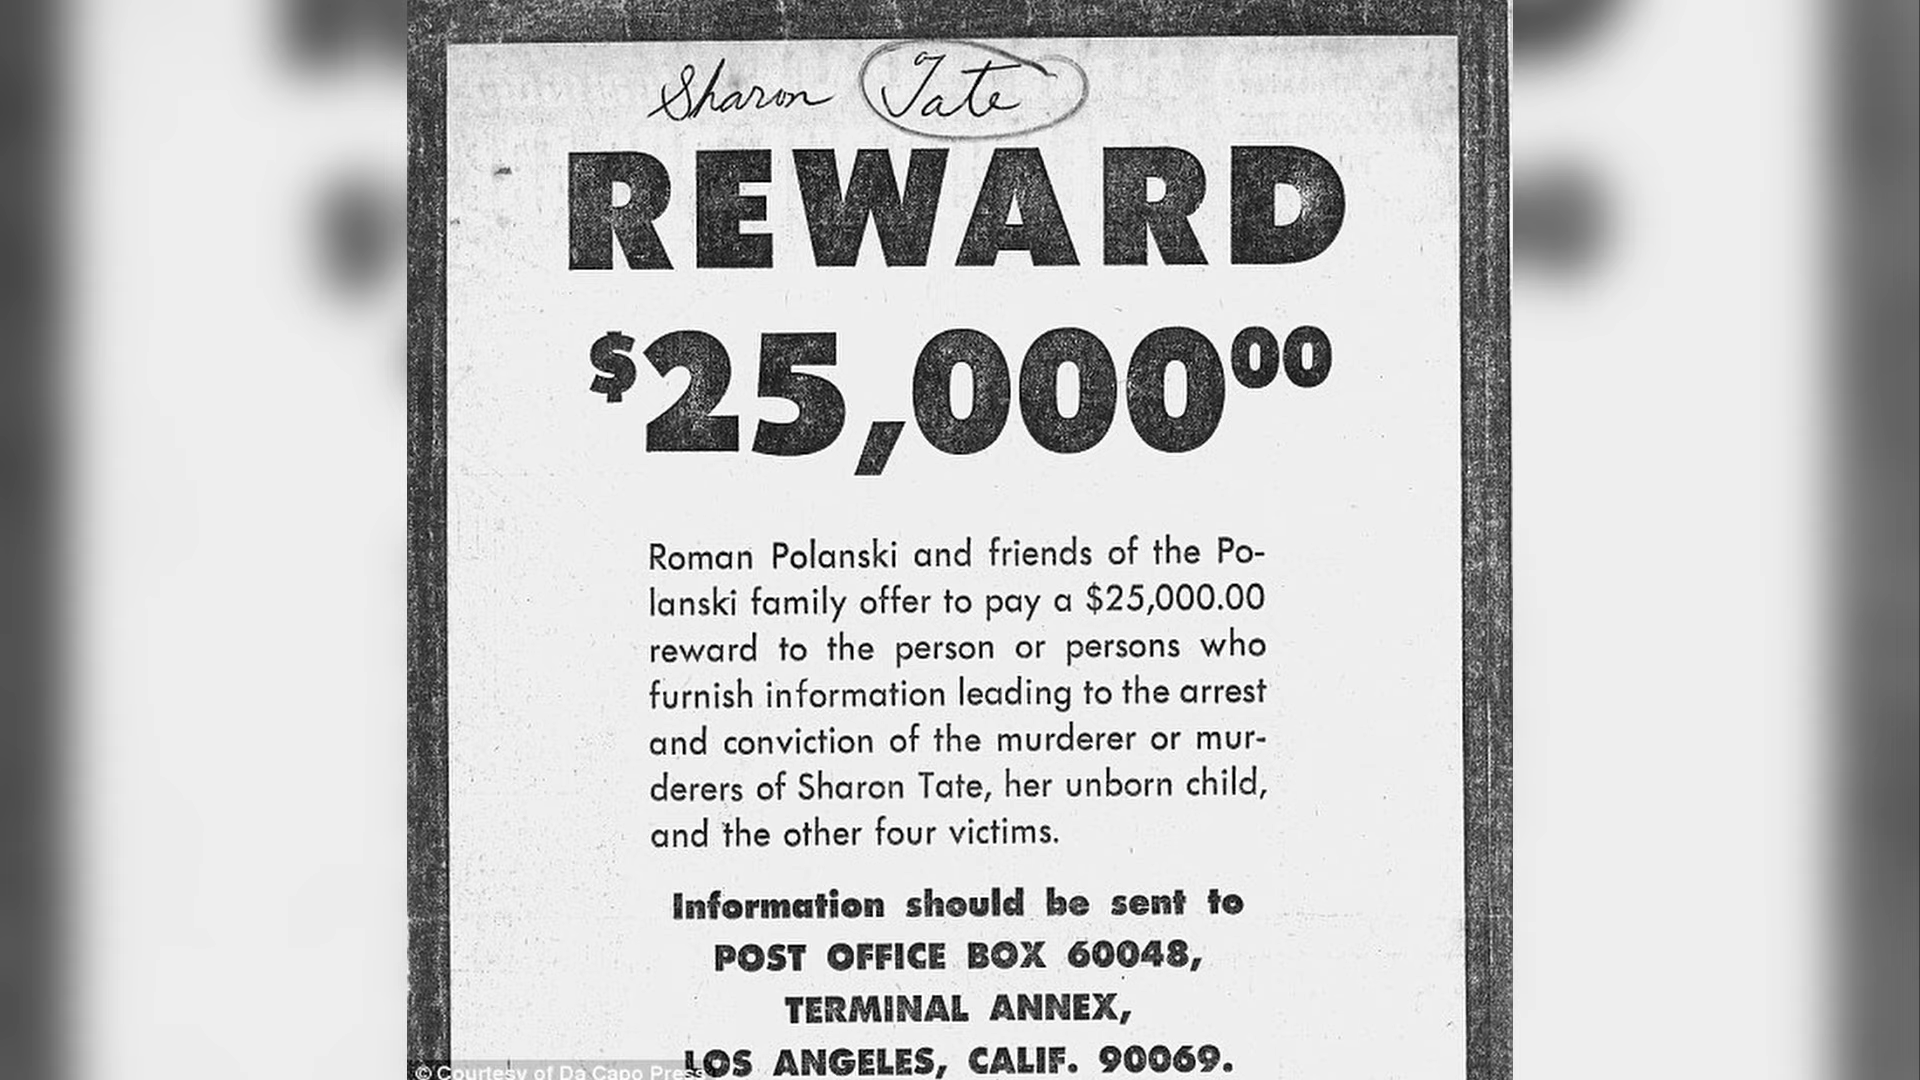 Sharon Tate
REWARD
$25,000.00
Roman Polanski and friends of the Po-
lanski family offer to pay a $25,000.00
reward to the person or persons who
furnish information leading to the arrest
and conviction of the murderer or mur-
derers of Sharon Tate, her unborn child,
and the other four victims.
Information should be sent to
POST OFFICE BOX 60048,
TERMINAL ANNEX,
LOS ANGELES, CALIF. 90069.
© Courtesy of Da Capo Press